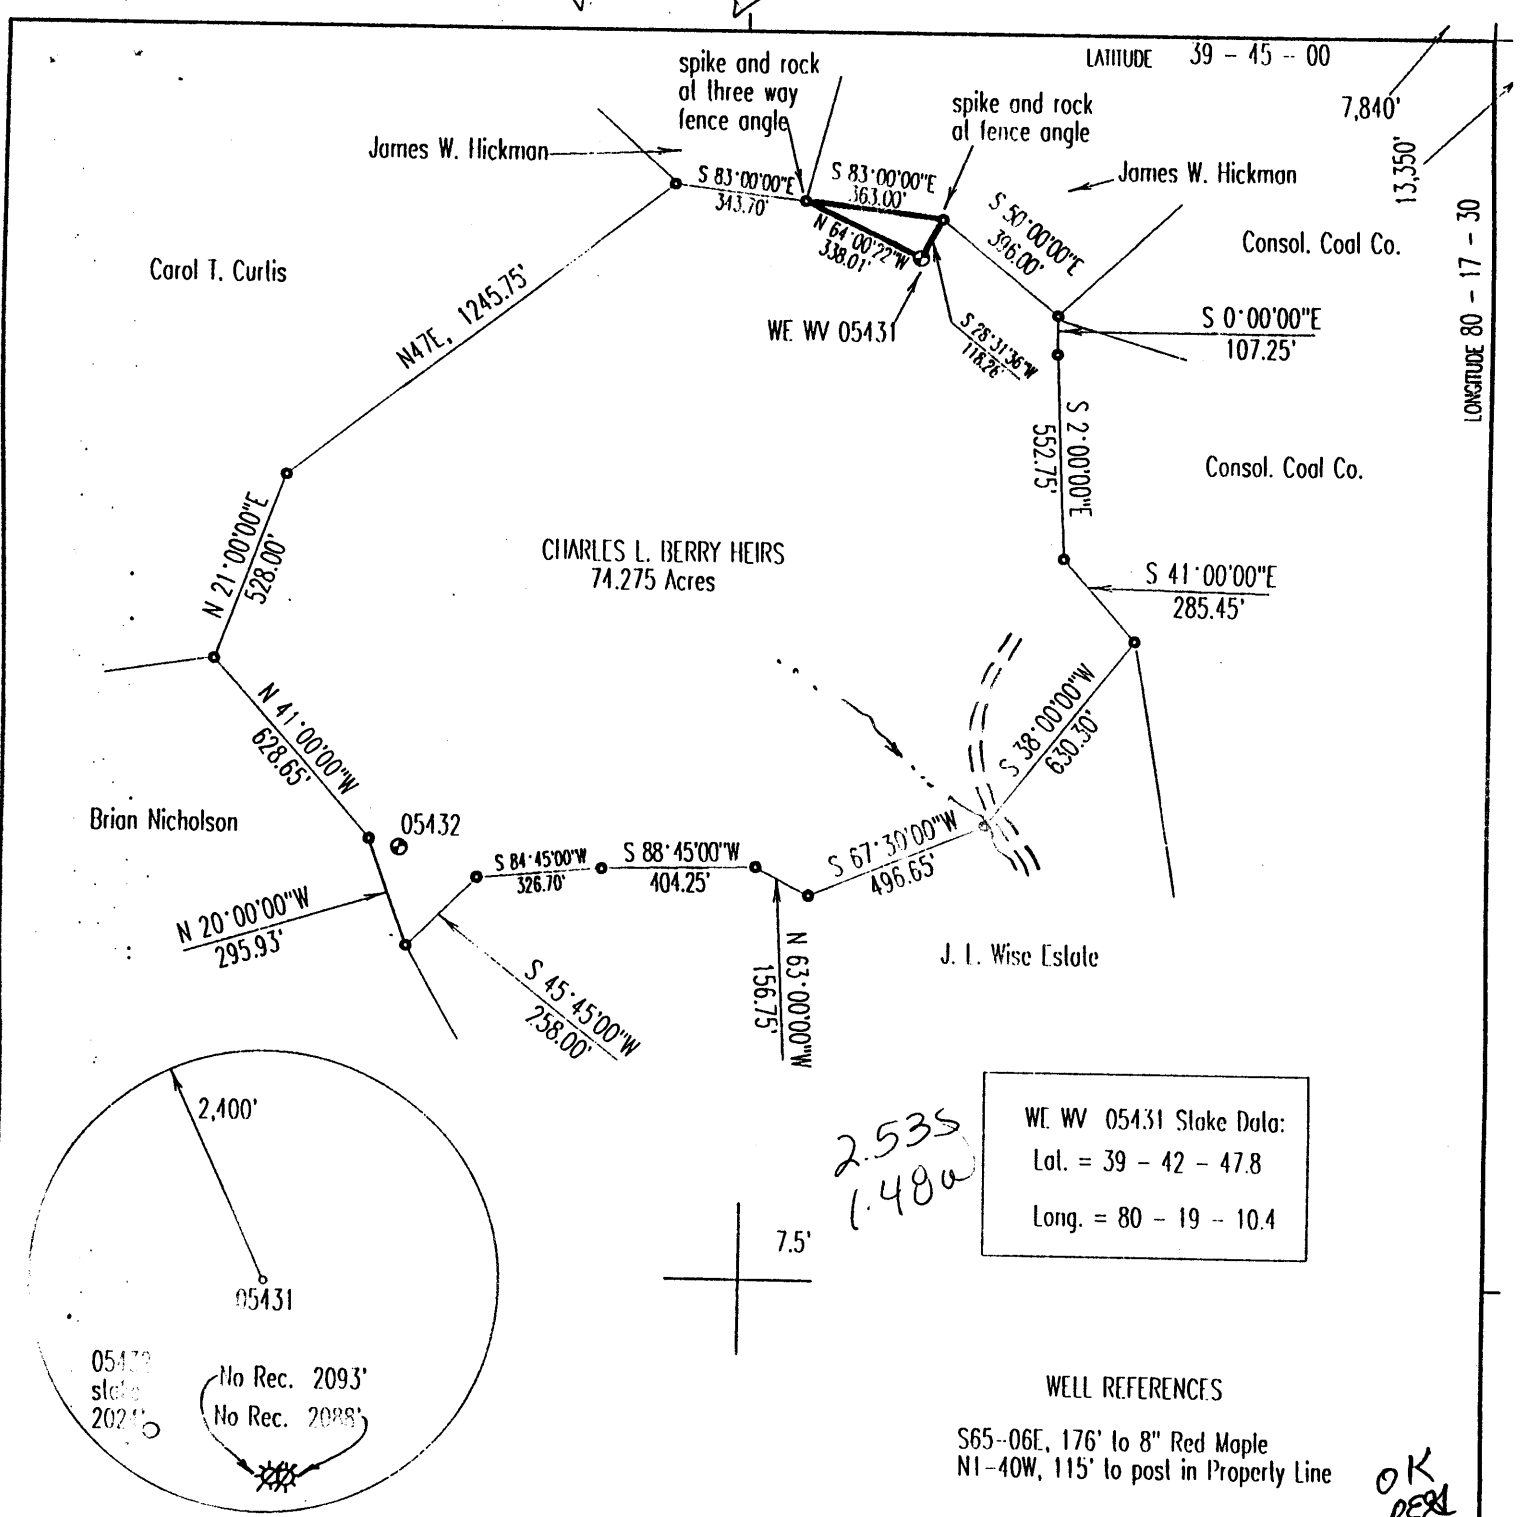 LATITUDE 39 - 45 - 00
7,840'
13,350'
LONGITUDE 80 - 17 - 30
spike and rock
at three way
fence angle
spike and rock
at fence angle
James W. Hickman
James W. Hickman
S 83°00'00"E
343.70'
S 83°00'00"E
363.00'
N 64°00'22"W
338.01'
S 50°00'00"E
396.00'
Consol. Coal Co.
Carol T. Curtis
N47E, 1245.75'
WE WV 05431
S 28°31'36"W
118.26'
S 0°00'00"E
107.25'
S 2°00'00"E
552.75'
Consol. Coal Co.
N 21°00'00"E
528.00'
CHARLES L. BERRY HEIRS
74.275 Acres
S 41°00'00"E
285.45'
N 41°00'00"W
628.65'
S 38°00'00"W
630.30'
Brian Nicholson
05432
S 84°45'00"W
326.70'
S 88°45'00"W
404.25'
S 67°30'00"W
496.65'
N 20°00'00"W
295.93'
S 45°45'00"W
258.00'
N 63°00'00"W
156.75'
J. L. Wise Estate
2,400'
05431
05432
stake
No Rec. 2093'
No Rec. 2088'
2.53s
1.48w
7.5'
WE WV 05431 Stake Data:
Lat. = 39 - 42 - 47.8
Long. = 80 - 19 - 10.4
WELL REFERENCES
S65-06E, 176' to 8" Red Maple
N1-40W, 115' to post in Property Line
OK